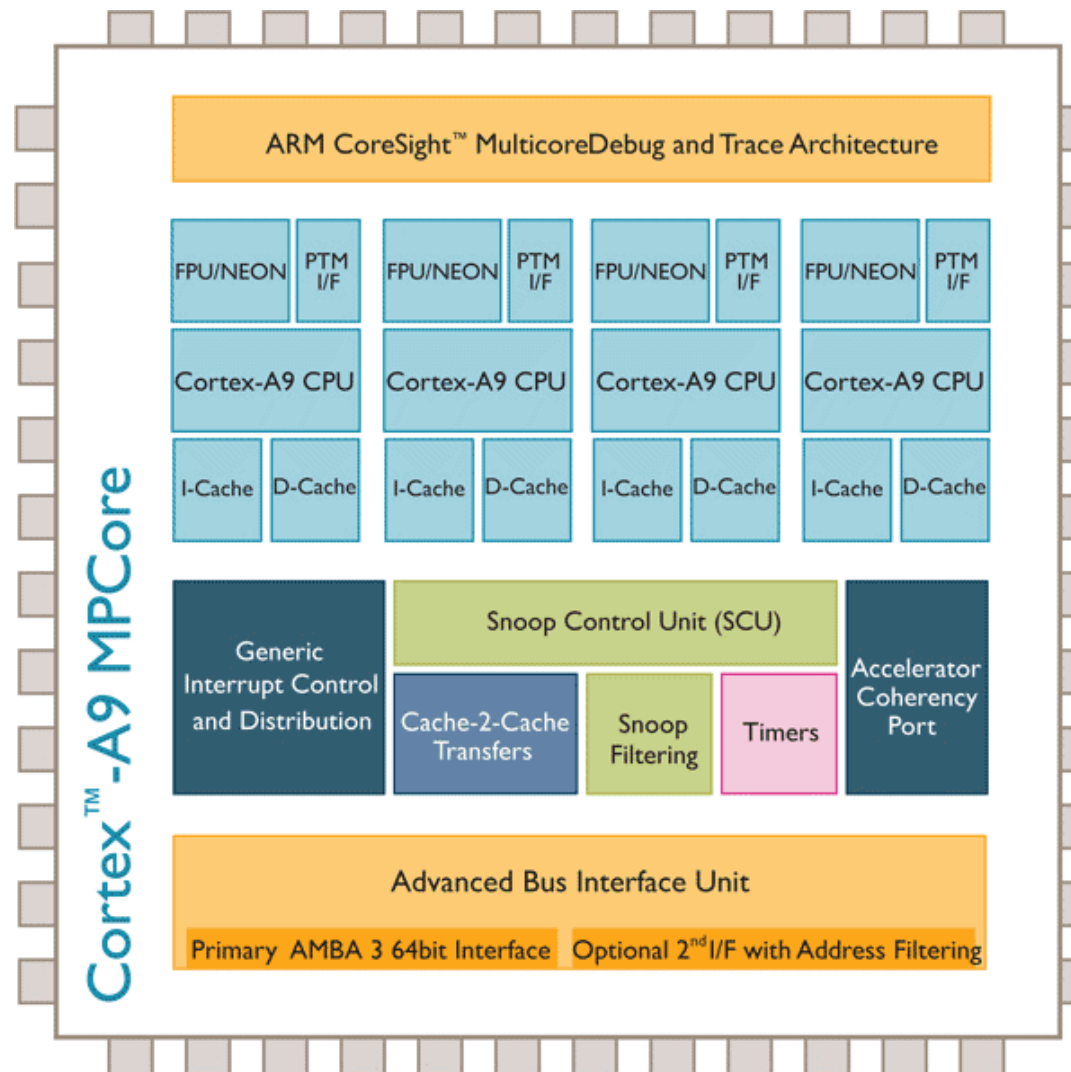 ARM CoreSight™ MulticoreDebug and Trace Architecture
FPU/NEON
PTM
I/F
FPU/NEON
PTM
I/F
FPU/NEON
PTM
I/F
FPU/NEON
PTM
I/F
Cortex-A9 CPU
Cortex-A9 CPU
Cortex-A9 CPU
Cortex-A9 CPU
I-Cache
D-Cache
I-Cache
D-Cache
I-Cache
D-Cache
I-Cache
D-Cache
Cortex™-A9 MPCore
Generic
Interrupt Control
and Distribution
Snoop Control Unit (SCU)
Cache-2-Cache
Transfers
Snoop
Filtering
Timers
Accelerator
Coherency
Port
Advanced Bus Interface Unit
Primary AMBA 3 64bit Interface
Optional 2nd I/F with Address Filtering